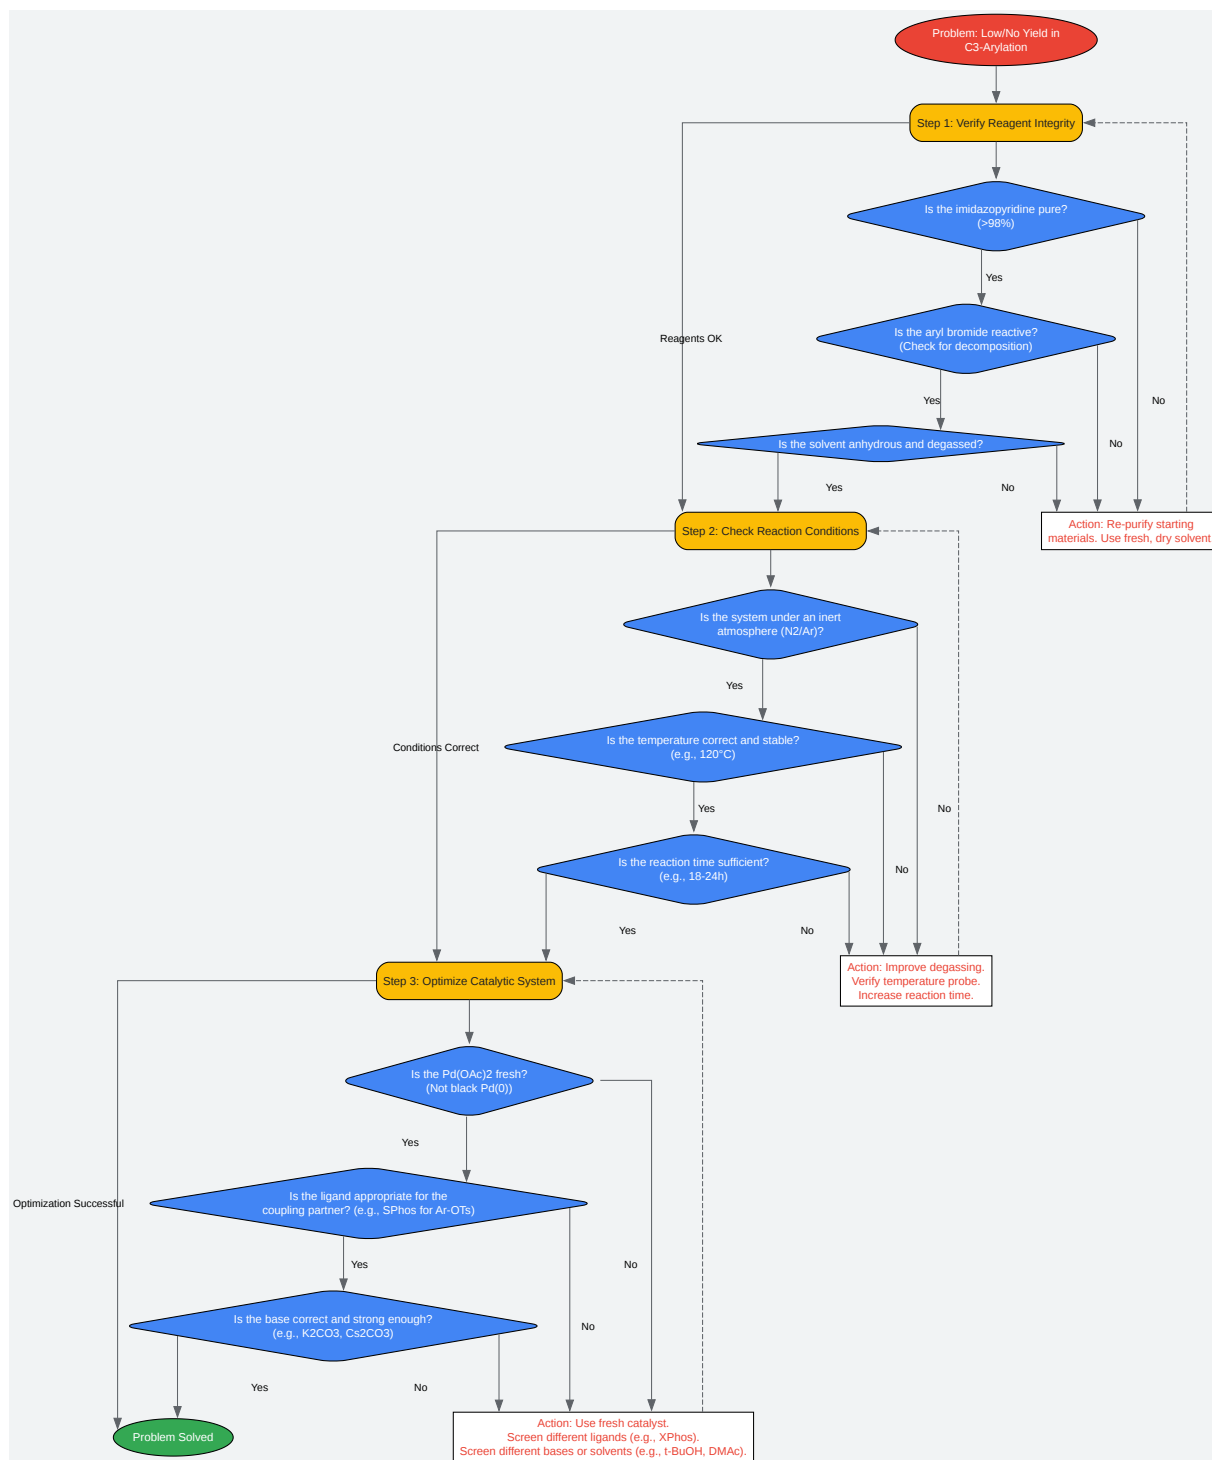 Problem: Low/No Yield in
C3-Arylation
Step 1: Verify Reagent Integrity
Is the imidazopyridine pure?
(>98%)
Yes
Is the aryl bromide reactive?
(Check for decomposition)
Reagents OK
Yes
No
No
Is the solvent anhydrous and degassed?
Yes
No
Action: Re-purify starting
materials. Use fresh, dry solvent.
Step 2: Check Reaction Conditions
Is the system under an inert
atmosphere (N2/Ar)?
Yes
Is the temperature correct and stable?
(e.g., 120°C)
Conditions Correct
Yes
No
Is the reaction time sufficient?
(e.g., 18-24h)
No
Yes
No
Action: Improve degassing.
Verify temperature probe.
Increase reaction time.
Step 3: Optimize Catalytic System
Is the Pd(OAc)2 fresh?
(Not black Pd(0))
Yes
Is the ligand appropriate for the
coupling partner? (e.g., SPhos for Ar-OTs)
Optimization Successful
Yes
No
Is the base correct and strong enough?
(e.g., K2CO3, Cs2CO3)
No
Yes
No
Problem Solved
Action: Use fresh catalyst.
Screen different ligands (e.g., XPhos).
Screen different bases or solvents (e.g., t-BuOH, DMAc).